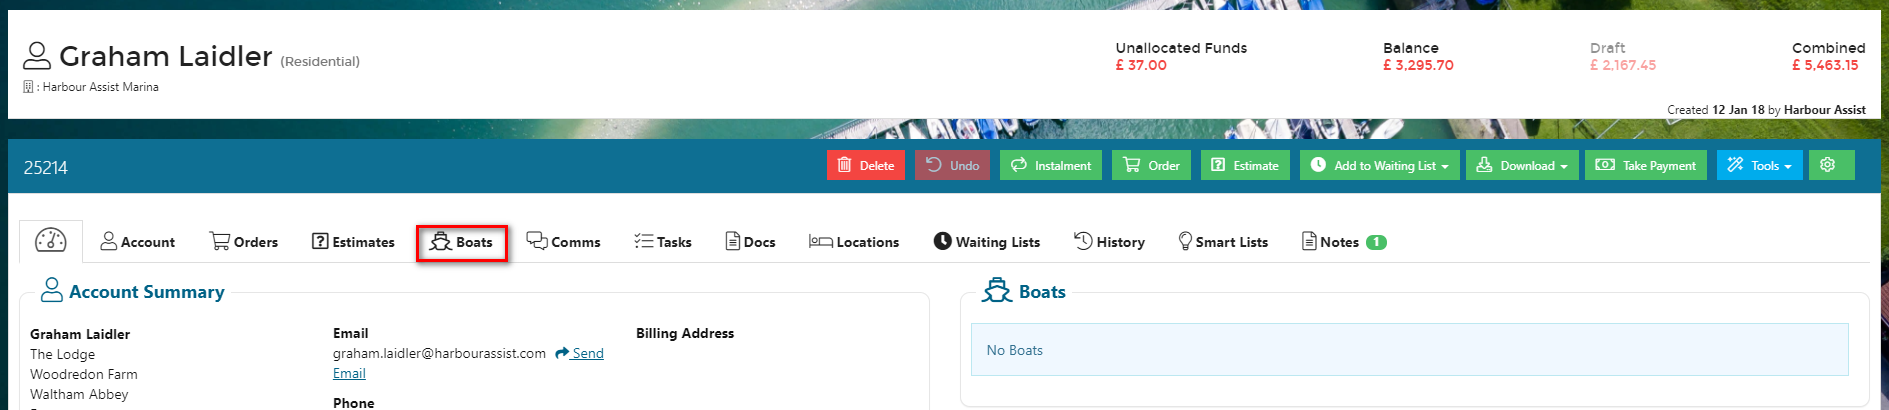 Graham Laidler (Residential)
: Harbour Assist Marina
Unallocated Funds
£ 37.00
Balance
£ 3,295.70
Draft
£ 2,167.45
Combined
£ 5,463.15
Created 12 Jan 18 by Harbour Assist
25214
Delete Undo Instalment Order Estimate Add to Waiting List Download Take Payment Tools
Account Orders Estimates Boats Comms Tasks Docs Locations Waiting Lists History Smart Lists Notes 1
Account Summary
Graham Laidler
The Lodge
Woodredon Farm
Waltham Abbey
Email
graham.laidler@harbourassist.com Send
Email
Phone
Billing Address
Boats
No Boats